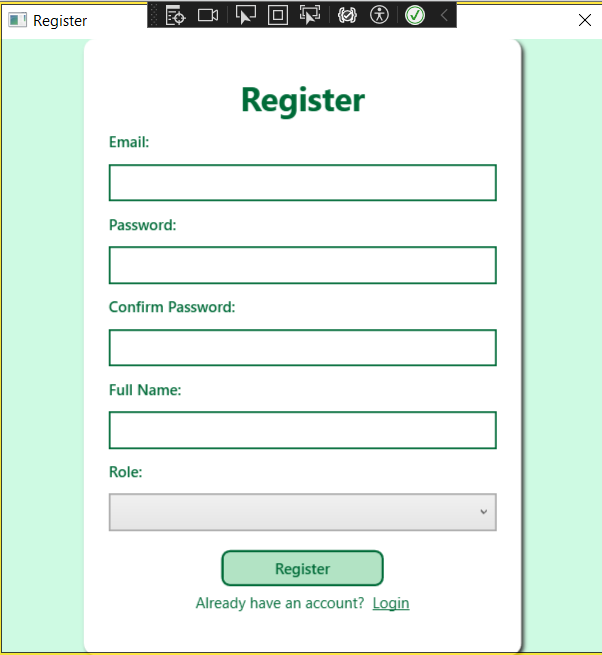 Register
Register
Email:
Password:
Confirm Password:
Full Name:
Role:
Register
Already have an account? Login